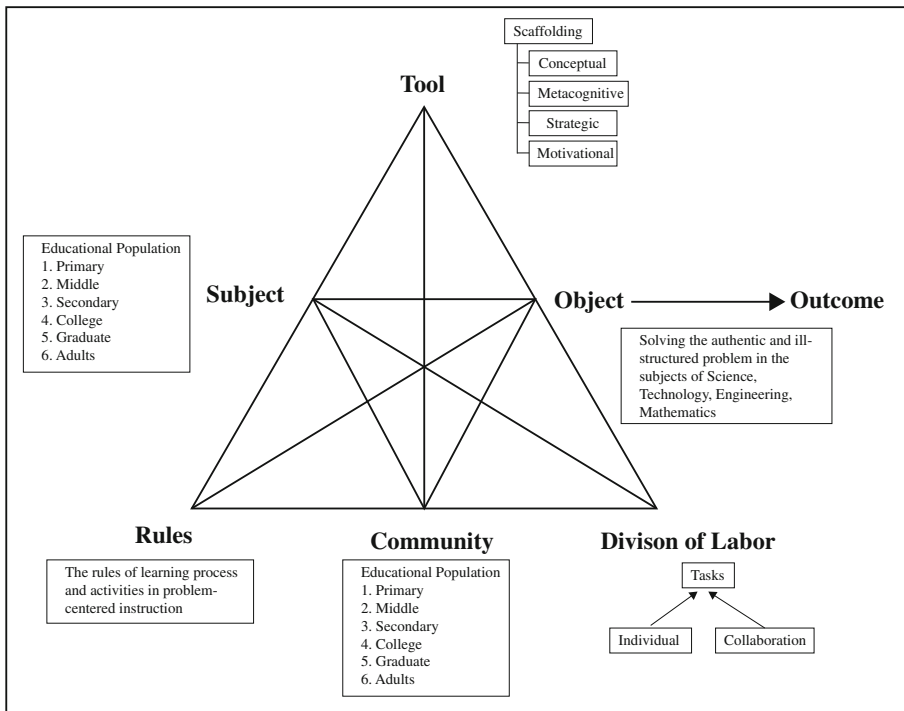 Scaffolding
Conceptual
Metacognitive
Strategic
Motivational
Tool
Educational Population
1. Primary
2. Middle
3. Secondary
4. College
5. Graduate
6. Adults
Subject
Object
Outcome
Solving the authentic and ill-
structured problem in the
subjects of Science,
Technology, Engineering,
Mathematics
Rules
The rules of learning process
and activities in problem-
centered instruction
Community
Educational Population
1. Primary
2. Middle
3. Secondary
4. College
5. Graduate
6. Adults
Divison of Labor
Tasks
Individual
Collaboration